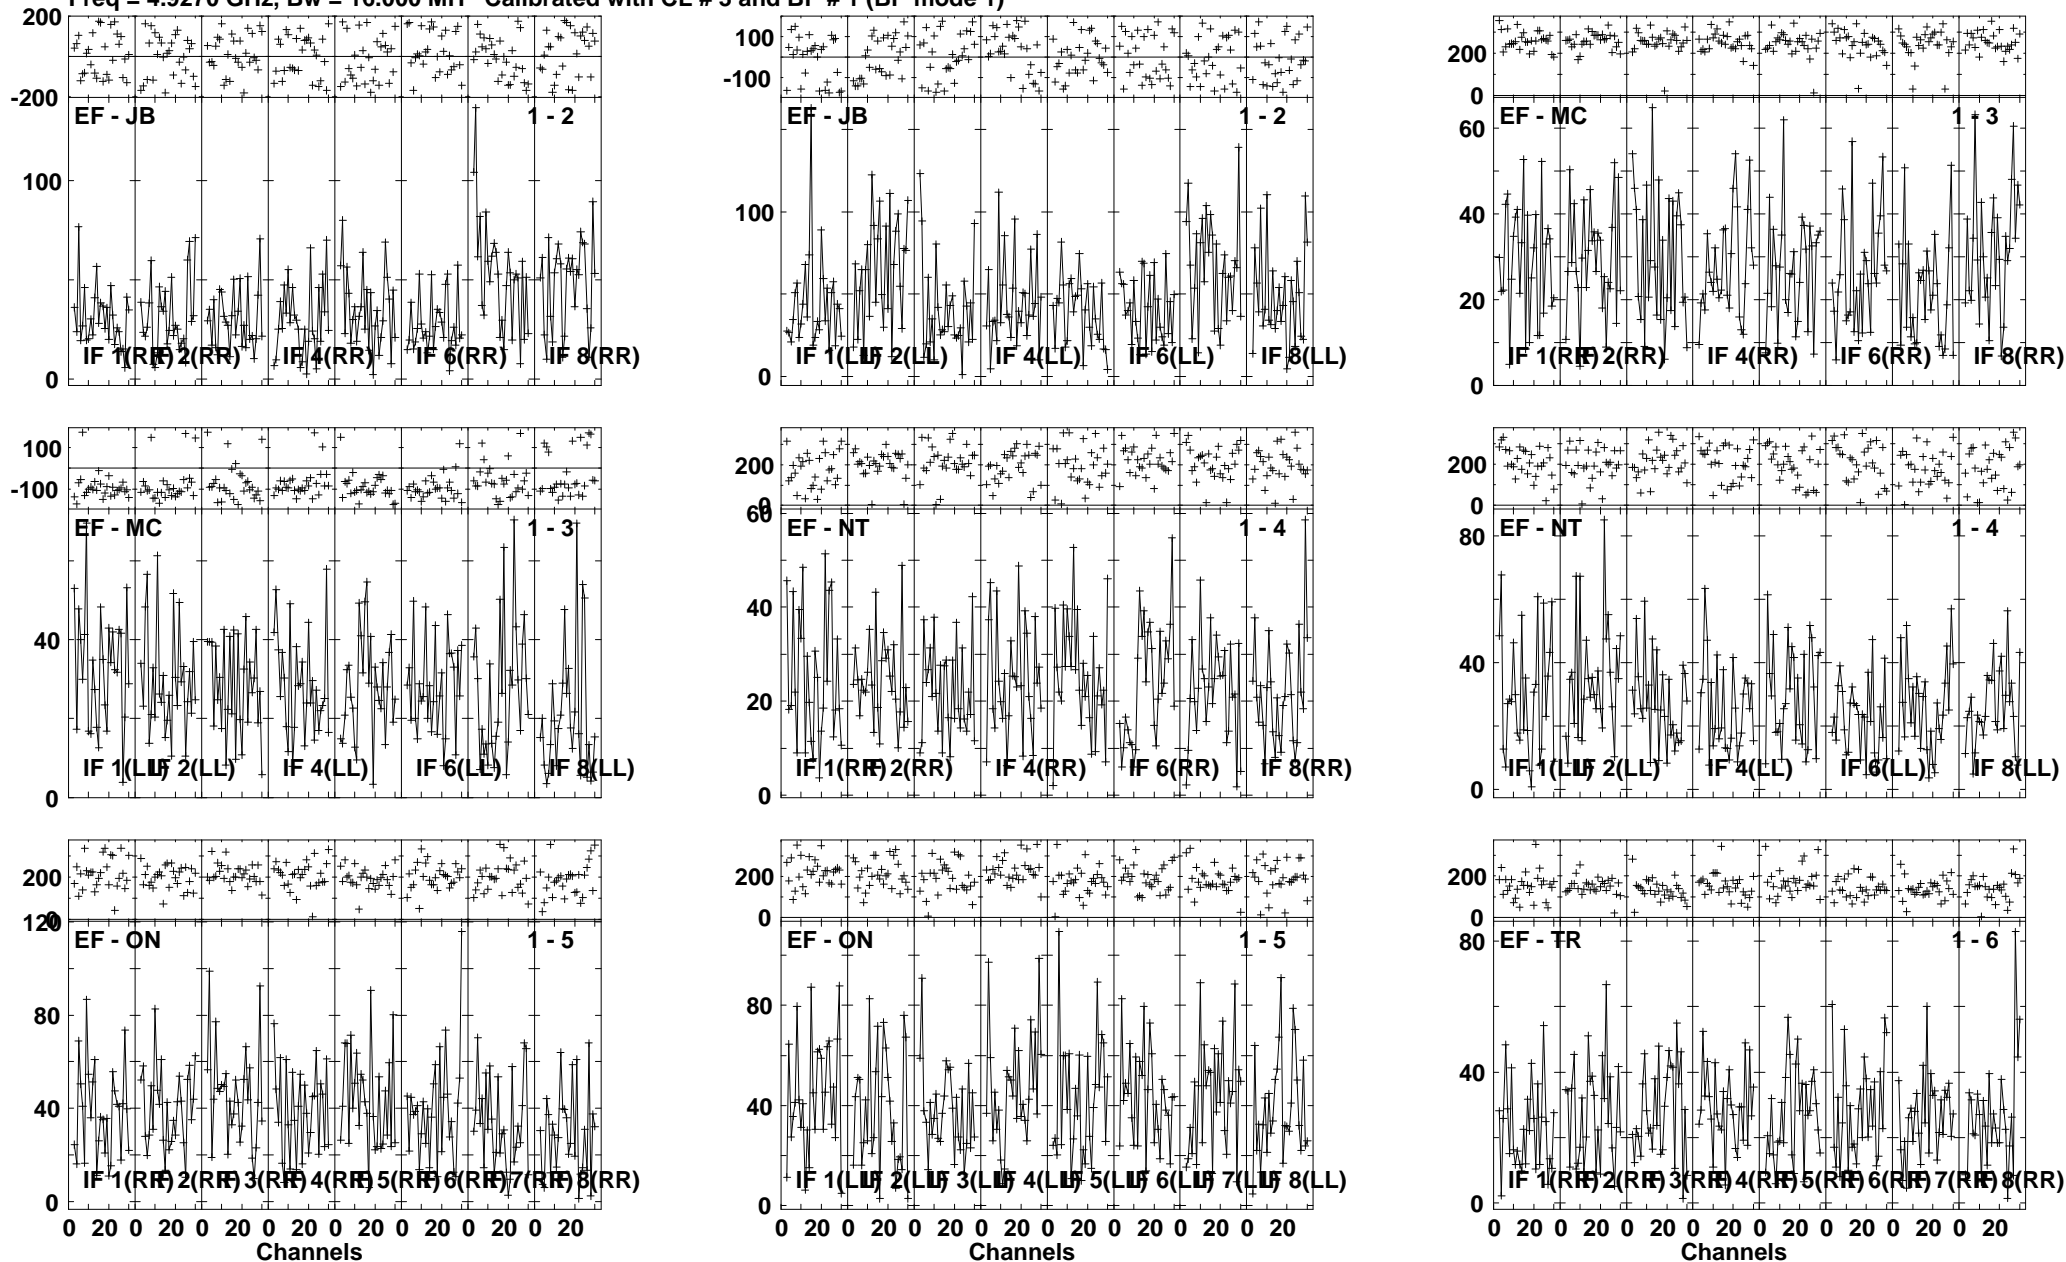 Freq = 4.9270 GHz, Bw = 16.000 MH Calibrated with CL # 3 and BP # 1 (BP mode 1)
200
-200
EF - JB 1 - 2
100
0
IF 1(RR) IF 2(RR) IF 4(RR) IF 6(RR) IF 8(RR)
100
-100
EF - JB 1 - 2
100
0
IF 1(LL) IF 2(LL) IF 4(LL) IF 6(LL) IF 8(LL)
200
0
EF - MC 1 - 3
60
40
20
0
IF 1(RR) IF 2(RR) IF 4(RR) IF 6(RR) IF 8(RR)
100
-100
EF - MC 1 - 3
40
0
IF 1(LL) IF 2(LL) IF 4(LL) IF 6(LL) IF 8(LL)
200
0
60
EF - NT 1 - 4
40
20
0
IF 1(RR) IF 2(RR) IF 4(RR) IF 6(RR) IF 8(RR)
200
0
EF - NT 1 - 4
80
40
0
IF 1(LL) IF 2(LL) IF 4(LL) IF 6(LL) IF 8(LL)
200
0
120
EF - ON 1 - 5
80
40
0
IF 1(RR) IF 2(RR) IF 3(RR) IF 4(RR) IF 5(RR) IF 6(RR) IF 7(RR) IF 8(RR)
0 20 0 20 0 20 0 20 0 20 0 20 0 20 0 20
Channels
200
0
EF - ON 1 - 5
80
40
0
IF 1(LL) IF 2(LL) IF 3(LL) IF 4(LL) IF 5(LL) IF 6(LL) IF 7(LL) IF 8(LL)
0 20 0 20 0 20 0 20 0 20 0 20 0 20 0 20
Channels
200
0
EF - TR 1 - 6
80
40
0
IF 1(RR) IF 2(RR) IF 3(RR) IF 4(RR) IF 5(RR) IF 6(RR) IF 7(RR) IF 8(RR)
0 20 0 20 0 20 0 20 0 20 0 20 0 20 0 20
Channels